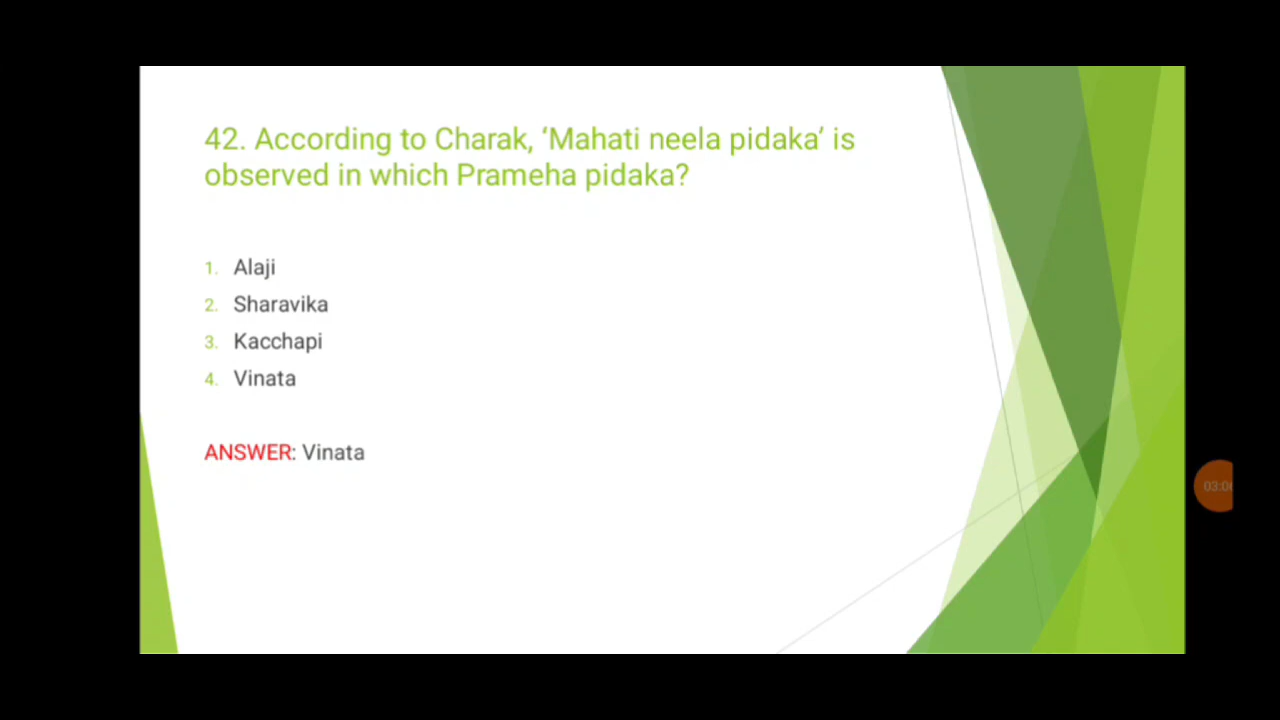 42. According to Charak, ‘Mahati neela pidaka’ is
observed in which Prameha pidaka?
1. Alaji
2. Sharavika
3. Kacchapi
4. Vinata
ANSWER: Vinata